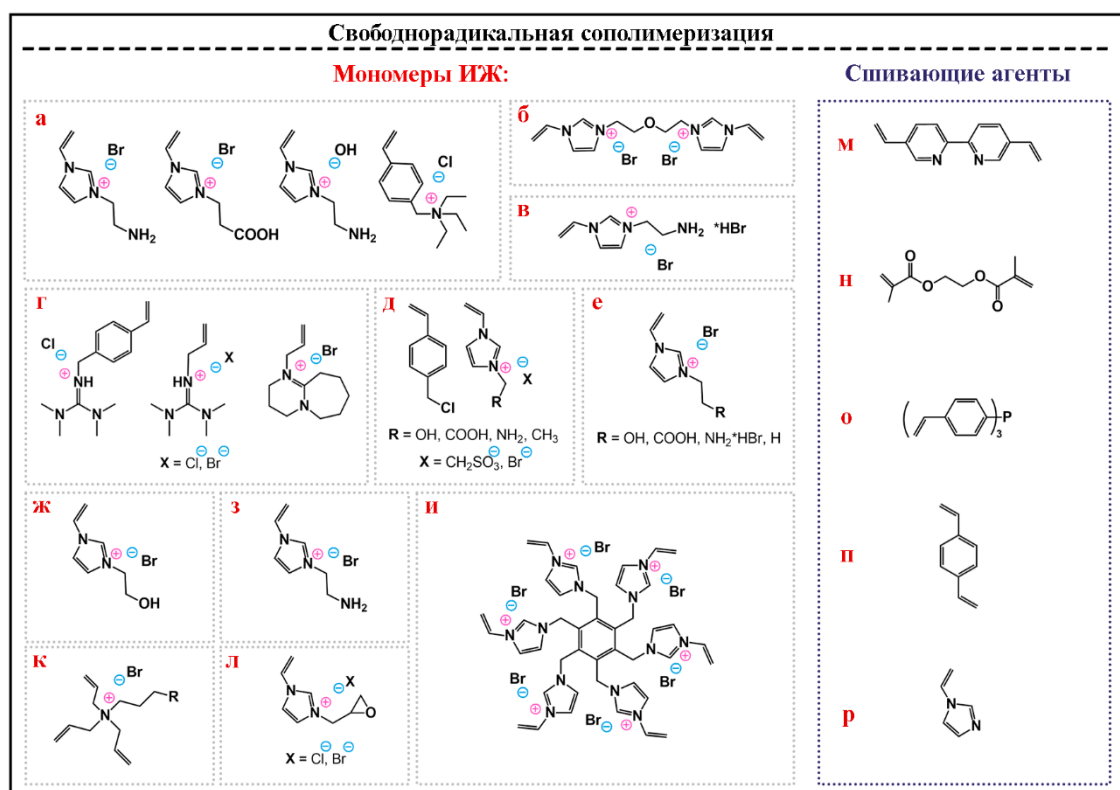 Свободнорадикальная сополимеризация
Мономеры ИЖ:
Сшивающие агенты
а
Br
N
N
NH2
Br
N
N
COOH
OH
N
N
NH2
Cl
N
б
N
N
O
N
N
Br
Br
в
N
N
NH2 *HBr
Br
г
Cl
NH
N
N
X
NH
N
N
Br
N
N
X = Cl, Br
д
Cl
N
N
X
R
R = OH, COOH, NH2, CH3
X = CH2SO3, Br
е
Br
N
N
R
R = OH, COOH, NH2*HBr, H
ж
N
N
Br
OH
з
N
N
Br
NH2
и
N
N
Br
N
N
Br
N
N
Br
N
N
Br
N
N
Br
N
N
Br
к
Br
N
R
л
N
N
X
O
X = Cl, Br
м
N
N
н
O
O
O
O
о
( )3 P
п
р
N
N